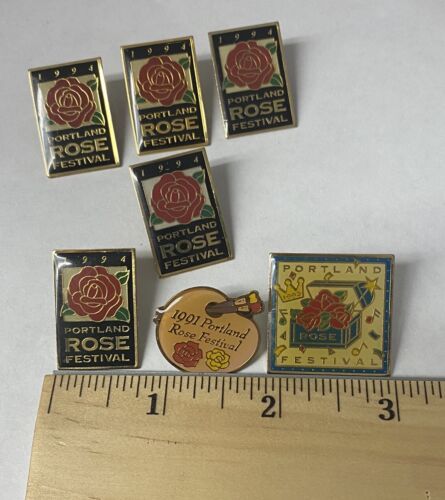 1994
PORTLAND
ROSE
FESTIVAL
1994
PORTLAND
ROSE
FESTIVAL
1994
PORTLAND
ROSE
FESTIVAL
1994
PORTLAND
ROSE
FESTIVAL
1994
PORTLAND
ROSE
FESTIVAL
1991 Portland
Rose Festival
PORTLAND
ROSE
FESTIVAL
1 2 3